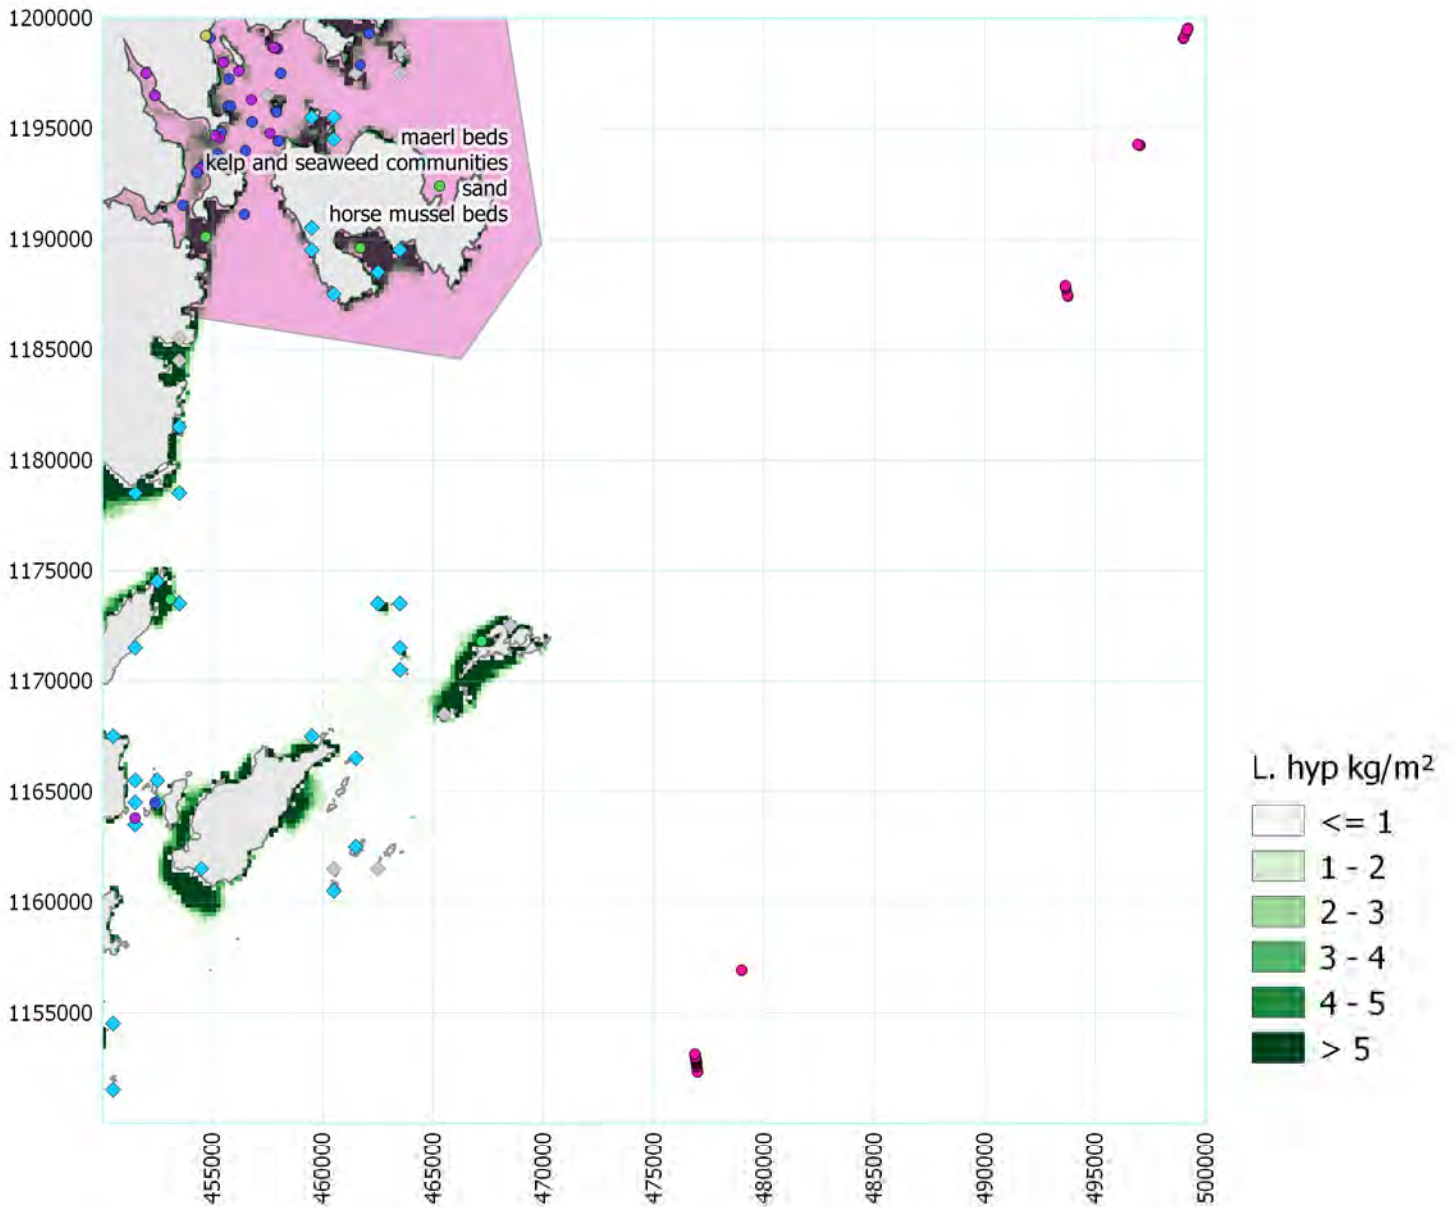 1200000
1195000
1190000
1185000
1180000
1175000
1170000
1165000
1160000
1155000
maerl beds
kelp and seaweed communities
sand
horse mussel beds
455000
460000
465000
470000
475000
480000
485000
490000
495000
500000
L. hyp kg/m²
<= 1
1 - 2
2 - 3
3 - 4
4 - 5
> 5